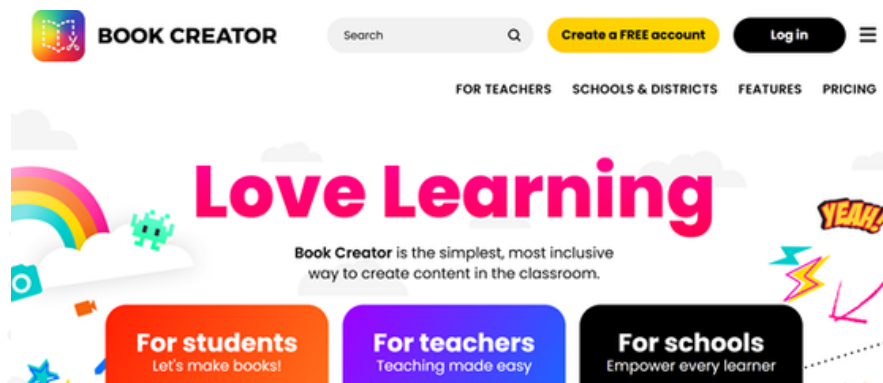 BOOK CREATOR
Search
Create a FREE account
Log in
FOR TEACHERS SCHOOLS & DISTRICTS FEATURES PRICING
Love Learning
YEAH!
Book Creator is the simplest, most inclusive
way to create content in the classroom.
For students
Let's make books!
For teachers
Teaching made easy
For schools
Empower every learner